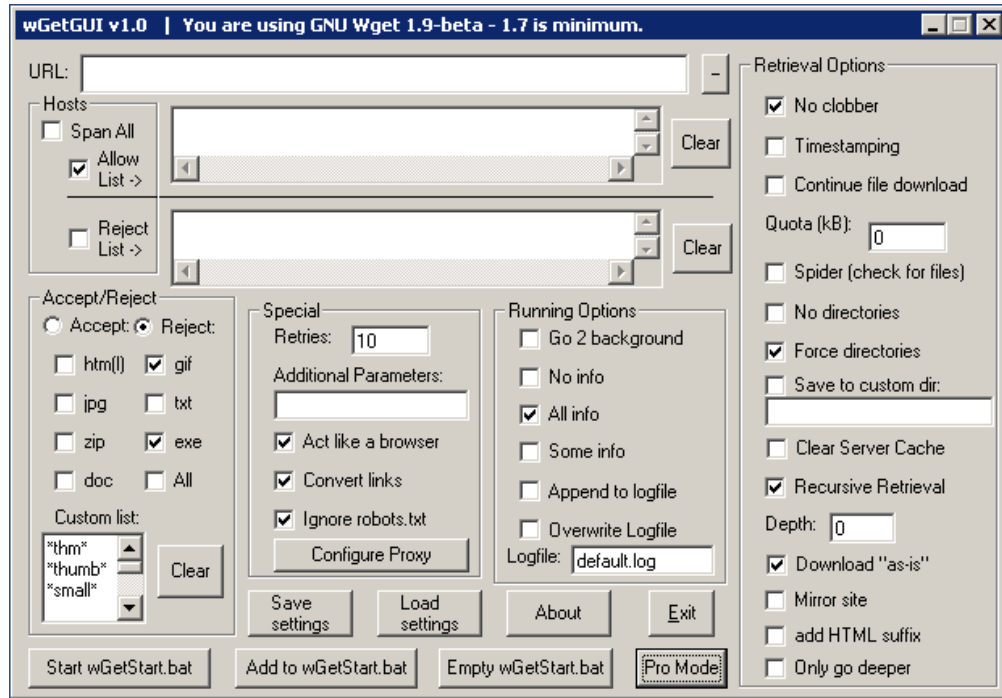 wGetGUI v1.0 | You are using GNU Wget 1.9-beta - 1.7 is minimum.
URL:
-
Hosts
Span All
Allow
List ->
Clear
Reject
List ->
Clear
Accept/Reject
Accept: Reject:
htm(l) gif
jpg txt
zip exe
doc All
Custom list:
*thm*
*thumb*
*small*
Clear
Special
Retries: 10
Additional Parameters:
Act like a browser
Convert links
Ignore robots.txt
Configure Proxy
Running Options
Go 2 background
No info
All info
Some info
Append to logfile
Overwrite Logfile
Logfile: default.log
Save
settings
Load
settings
About
Exit
Start wGetStart.bat
Add to wGetStart.bat
Empty wGetStart.bat
Pro Mode
Retrieval Options
No clobber
Timestamping
Continue file download
Quota (kB): 0
Spider (check for files)
No directories
Force directories
Save to custom dir:
Clear Server Cache
Recursive Retrieval
Depth: 0
Download "as-is"
Mirror site
add HTML suffix
Only go deeper